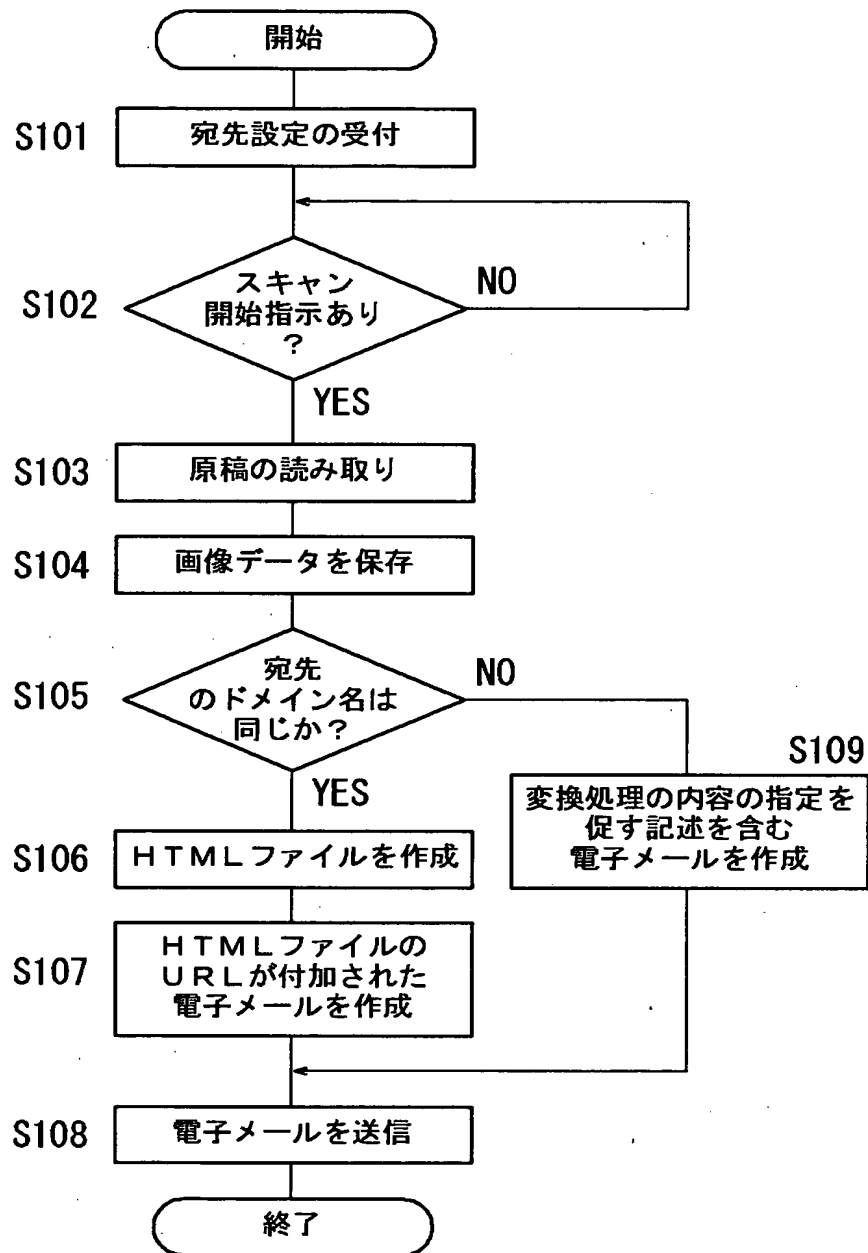 開始
S101
宛先設定の受付
S102
スキャン
開始指示あり
?
NO
YES
S103
原稿の読み取り
S104
画像データを保存
S105
宛先
のドメイン名は
同じか?
NO
YES
S109
変換処理の内容の指定を
促す記述を含む
電子メールを作成
S106
HTMLファイルを作成
S107
HTMLファイルの
URLが付加された
電子メールを作成
S108
電子メールを送信
終了